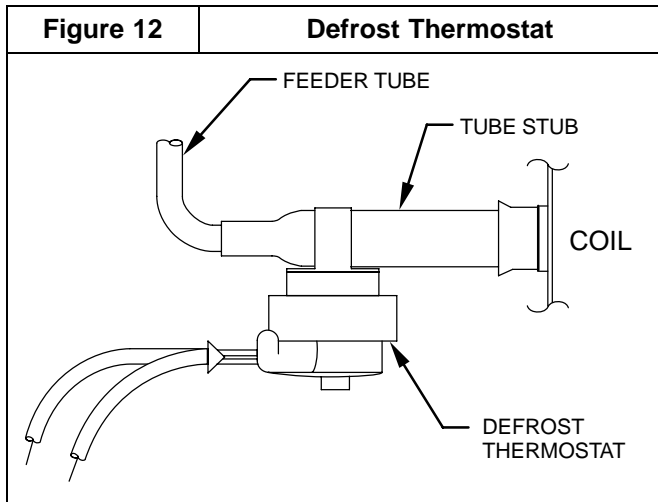 Figure 12
Defrost Thermostat
FEEDER TUBE
TUBE STUB
COIL
DEFROST
THERMOSTAT